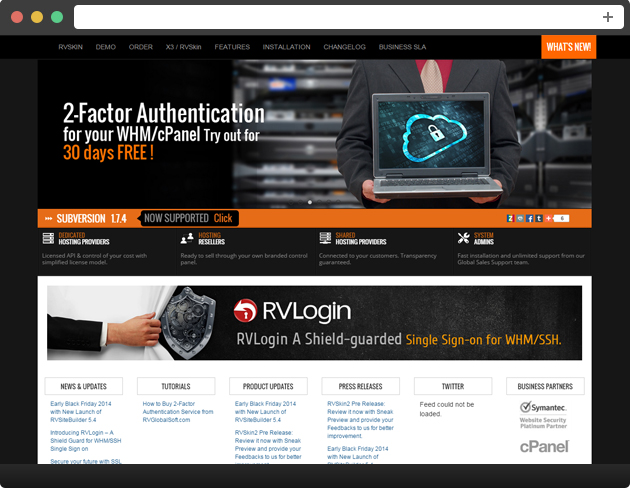 RVSKIN DEMO ORDER X3 / RVSkin FEATURES INSTALLATION CHANGELOG BUSINESS SLA WHAT'S NEW!
2-Factor Authentication
for your WHM/cPanel Try out for
30 days FREE !
SUBVERSION 1.7.4 NOW SUPPORTED Click 6
DEDICATED
HOSTING PROVIDERS
Licensed API & control of your cost with
simplified license model.
HOSTING
RESELLERS
Ready to sell through your own branded control
panel.
SHARED
HOSTING PROVIDERS
Connected to your customers. Transparency
guaranteed.
SYSTEM
ADMINS
Fast installation and unlimited support from our
Global Sales Support team.
RVLogin
RVLogin A Shield-guarded Single Sign-on for WHM/SSH.
NEWS & UPDATES
Early Black Friday 2014
with New Launch of
RVSiteBuilder 5.4
Introducing RVLogin – A
Shield Guard for WHM/SSH
Single Sign on
Secure your future with SSL
TUTORIALS
How to Buy 2-Factor
Authentication Service from
RVGlobalSoft.com
PRODUCT UPDATES
Early Black Friday 2014
with New Launch of
RVSiteBuilder 5.4
RVSkin2 Pre Release:
Review it now with Sneak
Preview and provide your
Feedbacks to us for better
improvement.
PRESS RELEASES
RVSkin2 Pre Release:
Review it now with Sneak
Preview and provide your
Feedbacks to us for better
improvement.
Early Black Friday 2014
with New Launch of
RVSiteBuilder 5.4
TWITTER
Feed could not be
loaded.
BUSINESS PARTNERS
Symantec.
Website Security
Platinum Partner
cPanel